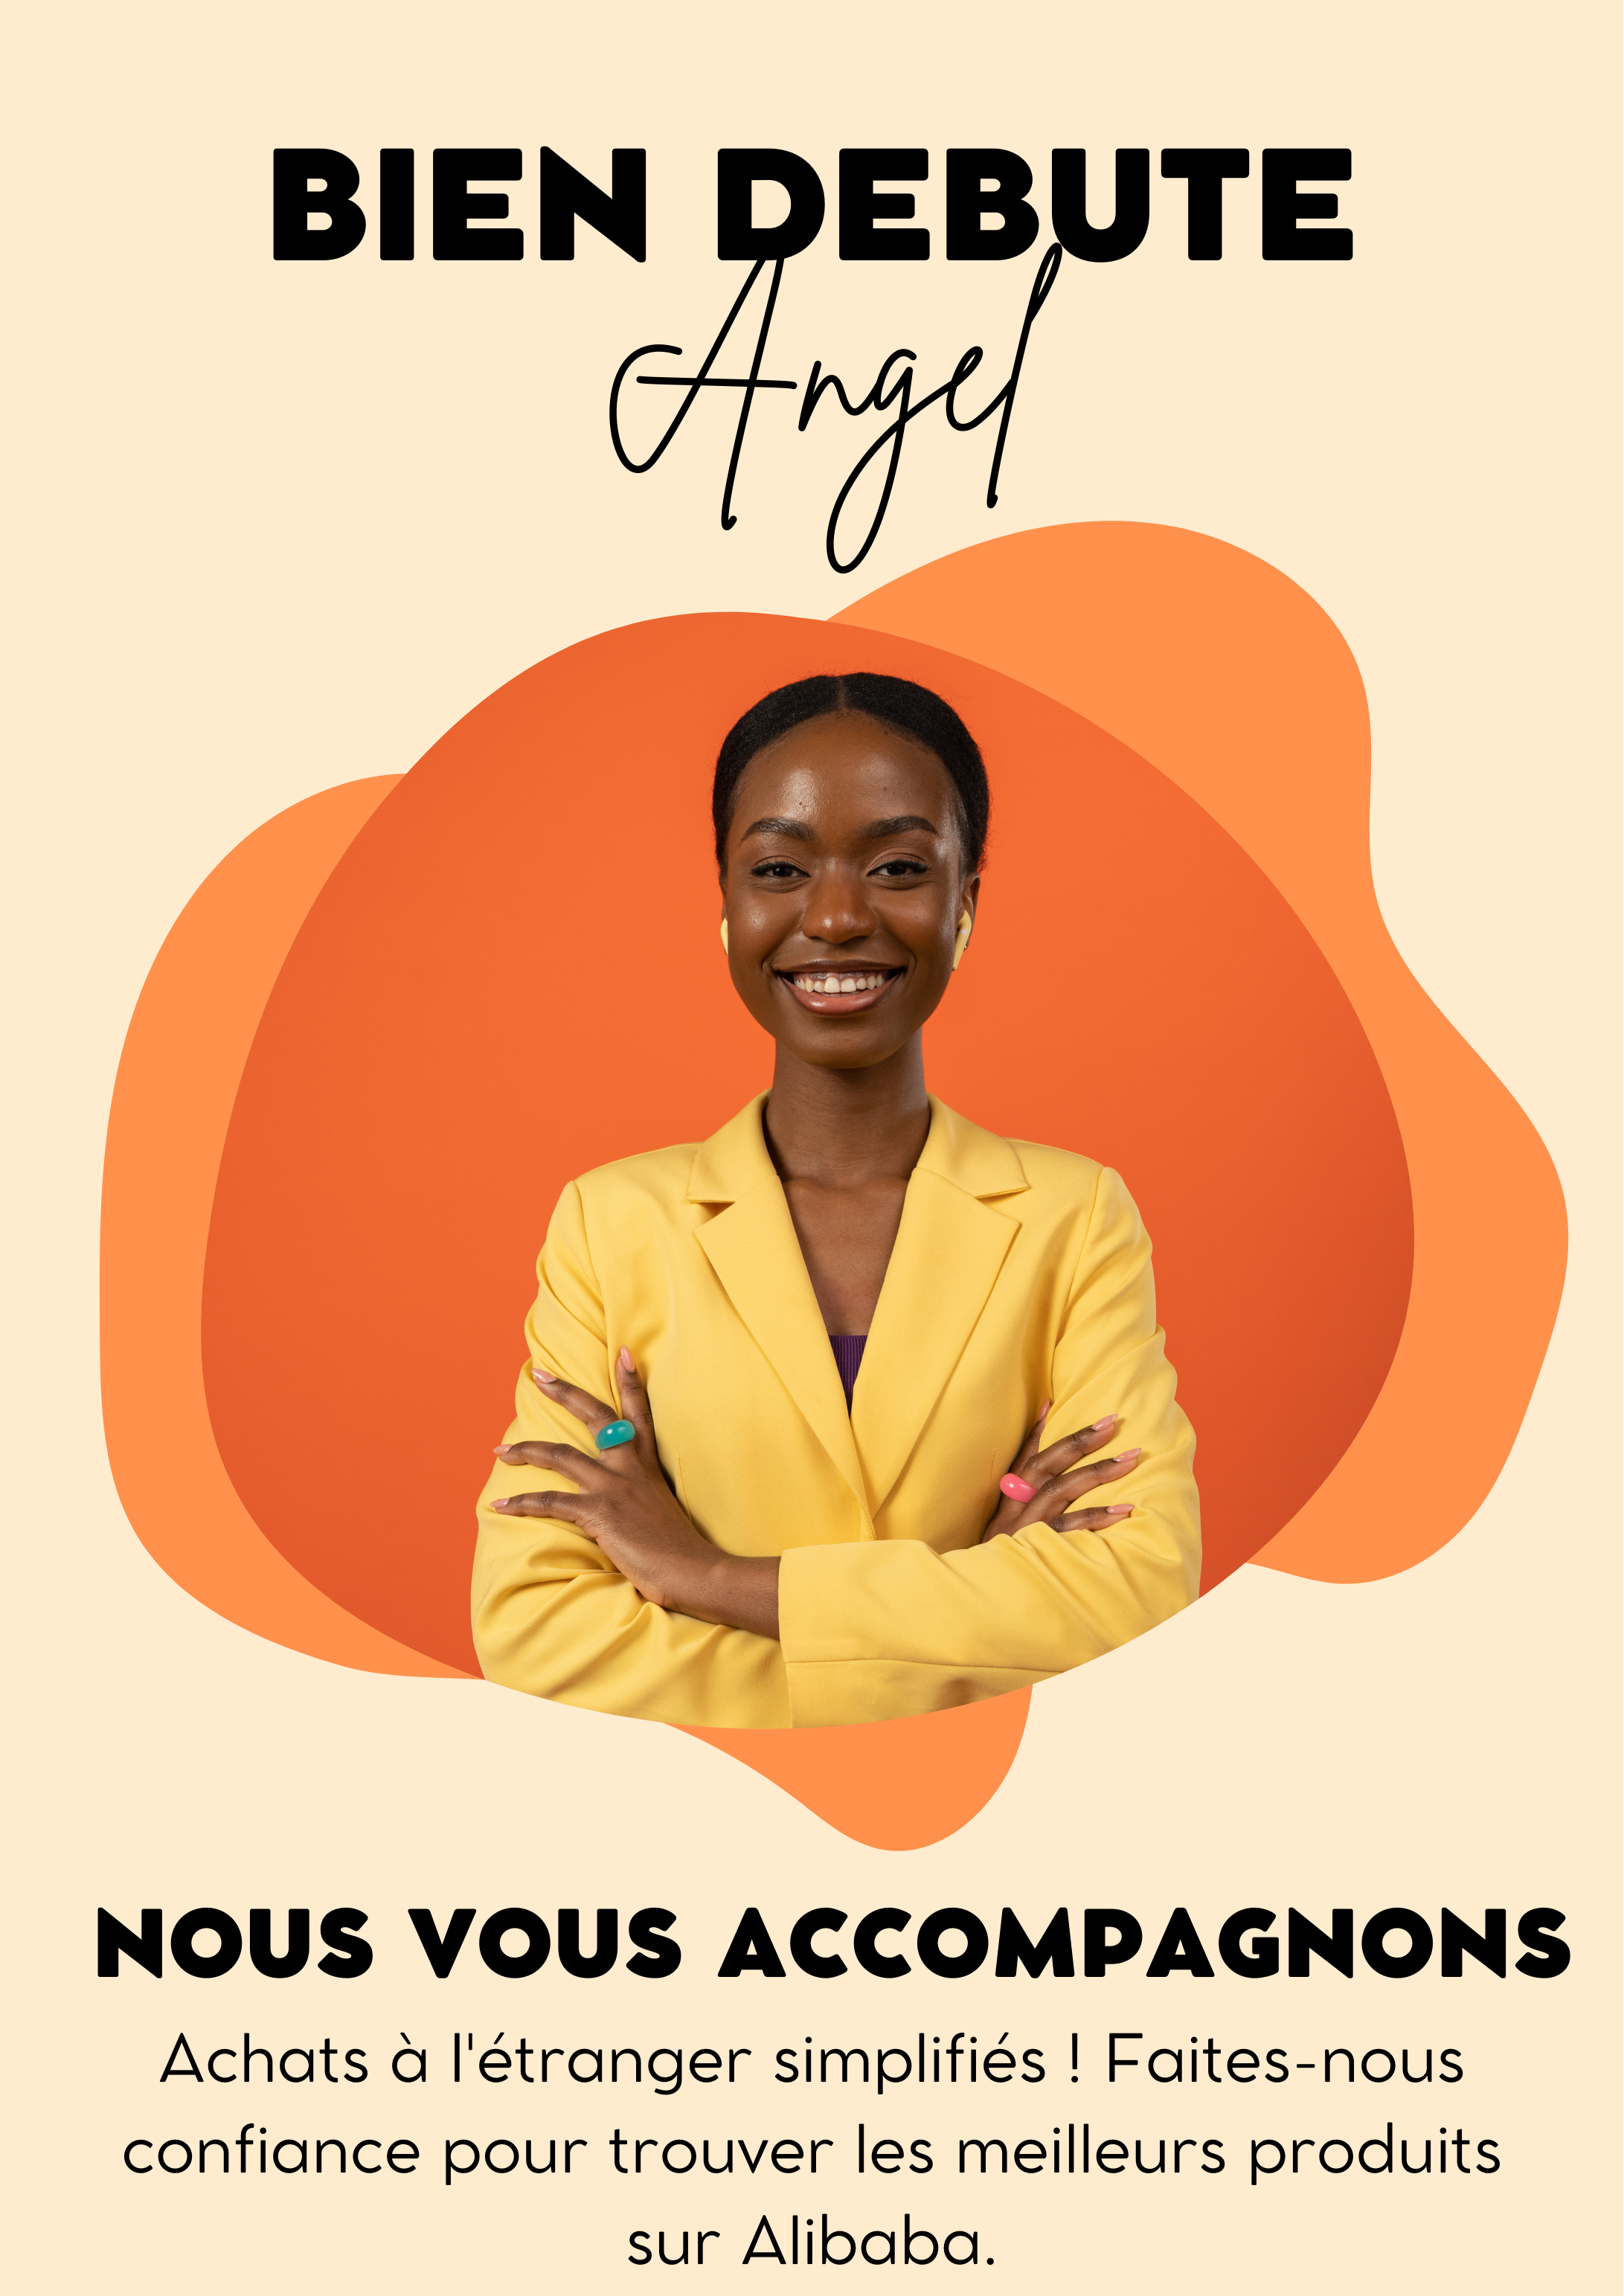 BIEN DEBUTE
Angel
NOUS VOUS ACCOMPAGNONS
Achats à l'étranger simplifiés ! Faites-nous
confiance pour trouver les meilleurs produits
sur Alibaba.